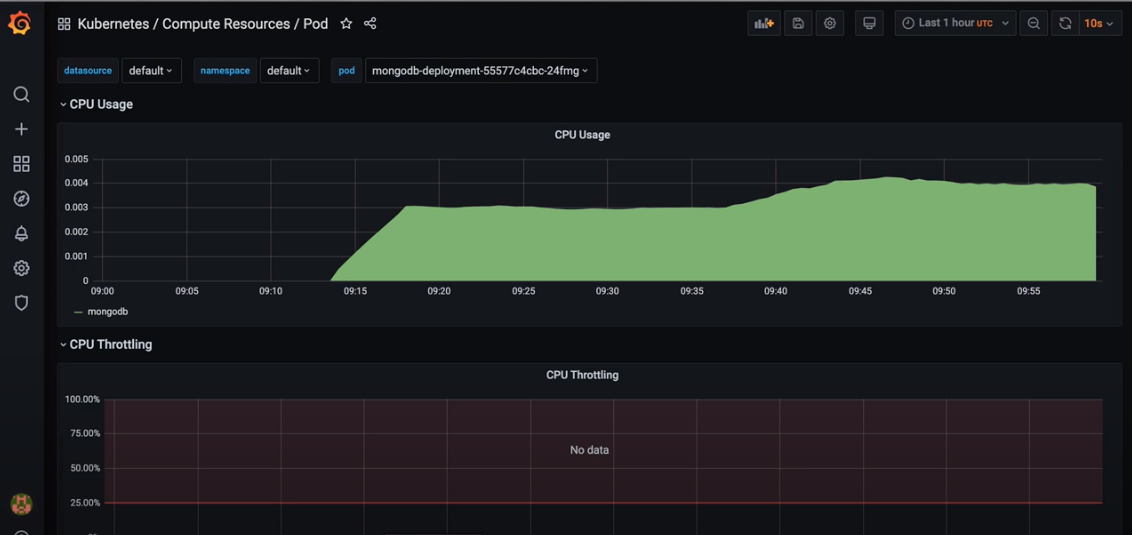 Kubernetes / Compute Resources / Pod
Last 1 hour UTC
10s
datasource default namespace default pod mongodb-deployment-55577c4cbc-24fmg
CPU Usage
CPU Usage
0.005
0.004
0.003
0.002
0.001
0
09:00 09:05 09:10 09:15 09:20 09:25 09:30 09:35 09:40 09:45 09:50 09:55
mongodb
CPU Throttling
CPU Throttling
100.00%
75.00%
No data
50.00%
25.00%